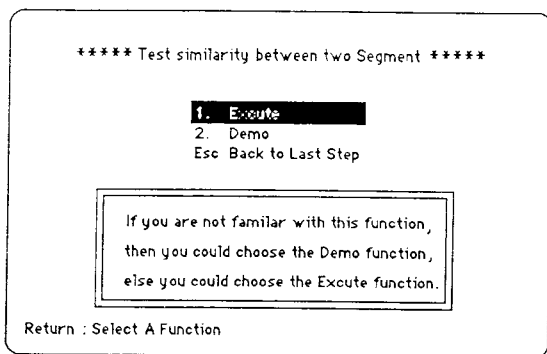 ***** Test similarity between two Segment *****
1. Excute
2. Demo
Esc Back to Last Step
If you are not familar with this function,
then you could choose the Demo function,
else you could choose the Excute function.
Return : Select A Function